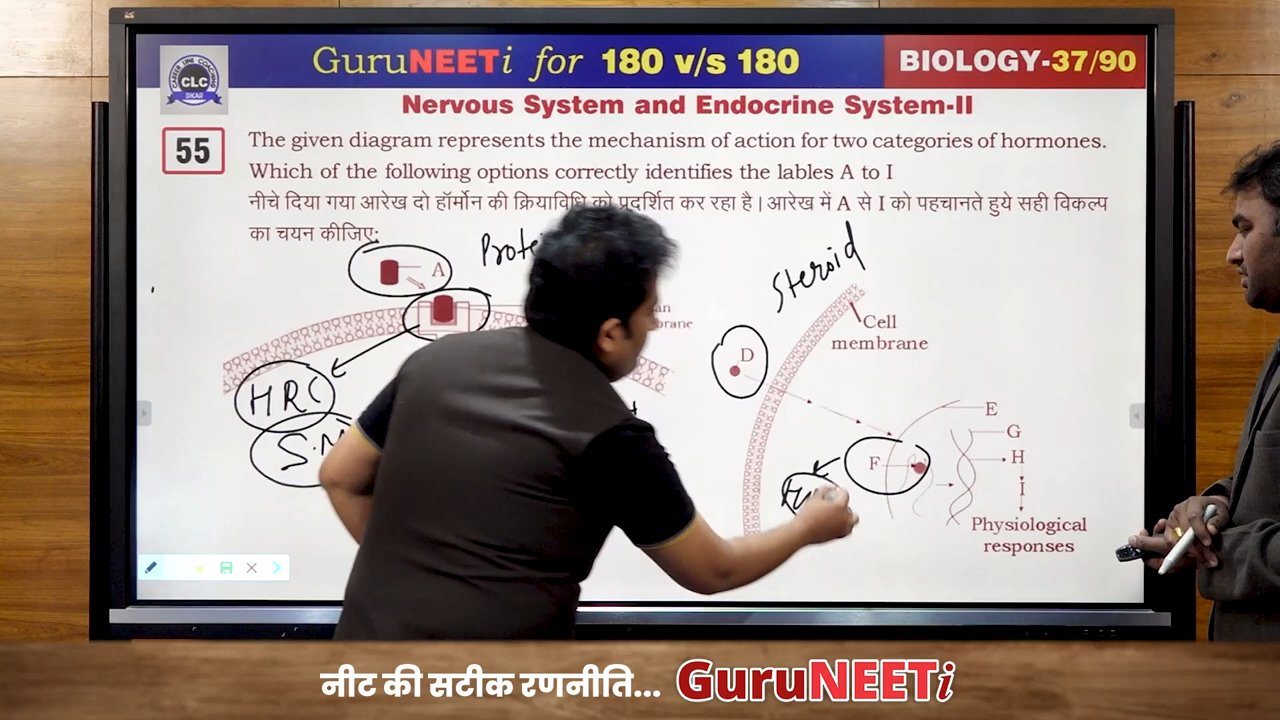 GuruNEETi for 180 v/s 180
BIOLOGY-37/90
CLC
SIKAR
Nervous System and Endocrine System-II
55
The given diagram represents the mechanism of action for two categories of hormones.
Which of the following options correctly identifies the lables A to I
नीचे दिया गया आरेख दो हॉर्मोन की क्रियाविधि को प्रदर्शित कर रहा है। आरेख में A से I को पहचानते हुये सही विकल्प
का चयन कीजिए:
A
Steroid
Cell
membrane
D
HRC
E
G
F
H
I
Physiological
responses
नीट की सटीक रणनीति... GuruNEETi